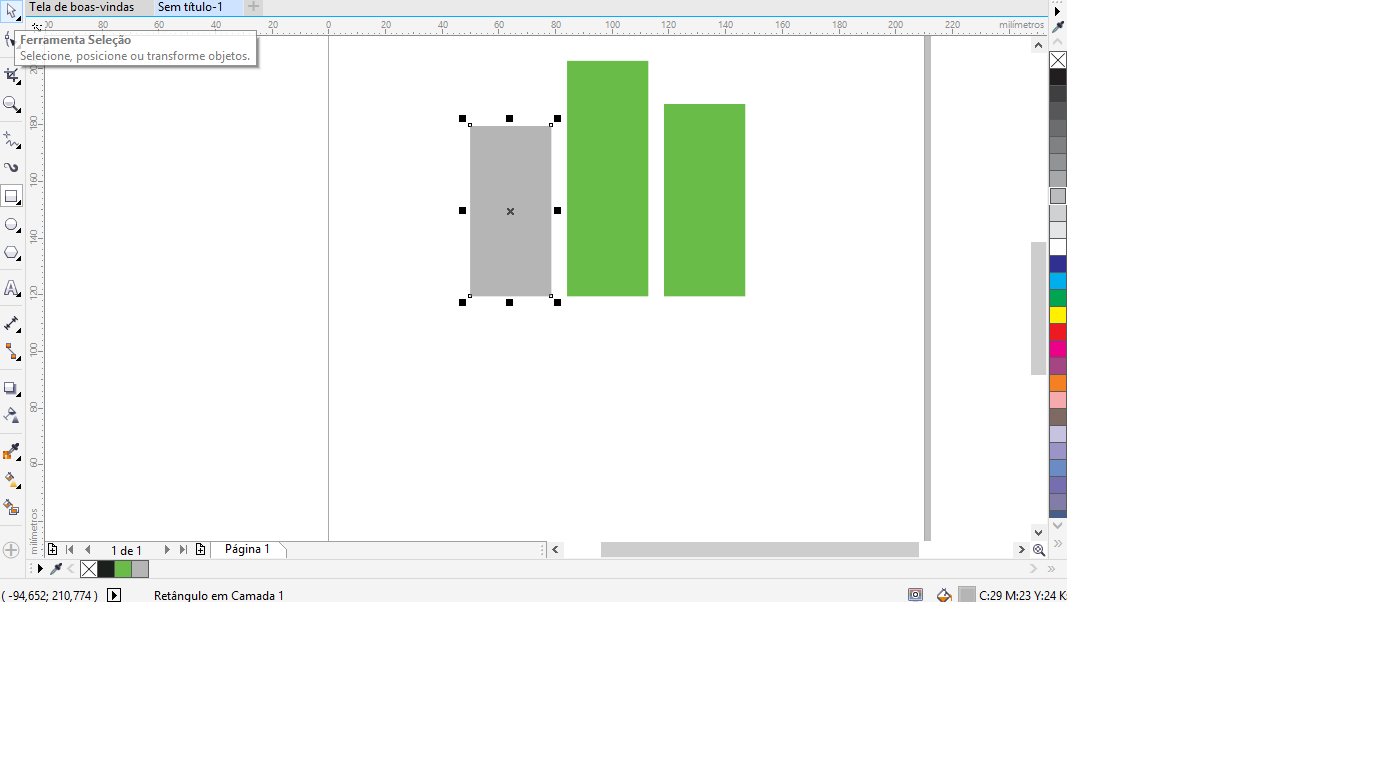 Tela de boas-vindas Sem título-1
100 80 60 40 20 0 20 40 60 80 100 120 140 160 180 200 220 milímetros
Ferramenta Seleção
Selecione, posicione ou transforme objetos.
180
160
140
120
100
80
60
milímetros
1 de 1 Página 1
( -94,652; 210,774 ) Retângulo em Camada 1 C:29 M:23 Y:24 K: